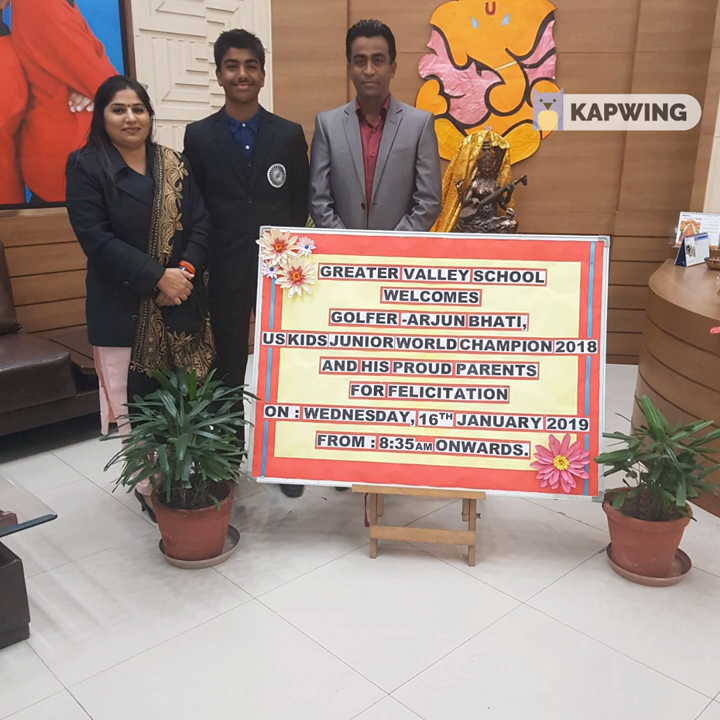 KAPWING
GREATER VALLEY SCHOOL
WELCOMES
GOLFER -ARJUN BHATI,
US KIDS JUNIOR WORLD CHAMPION 2018
AND HIS PROUD PARENTS
FOR FELICITATION
ON : WEDNESDAY, 16TH JANUARY 2019
FROM : 8:35AM ONWARDS.